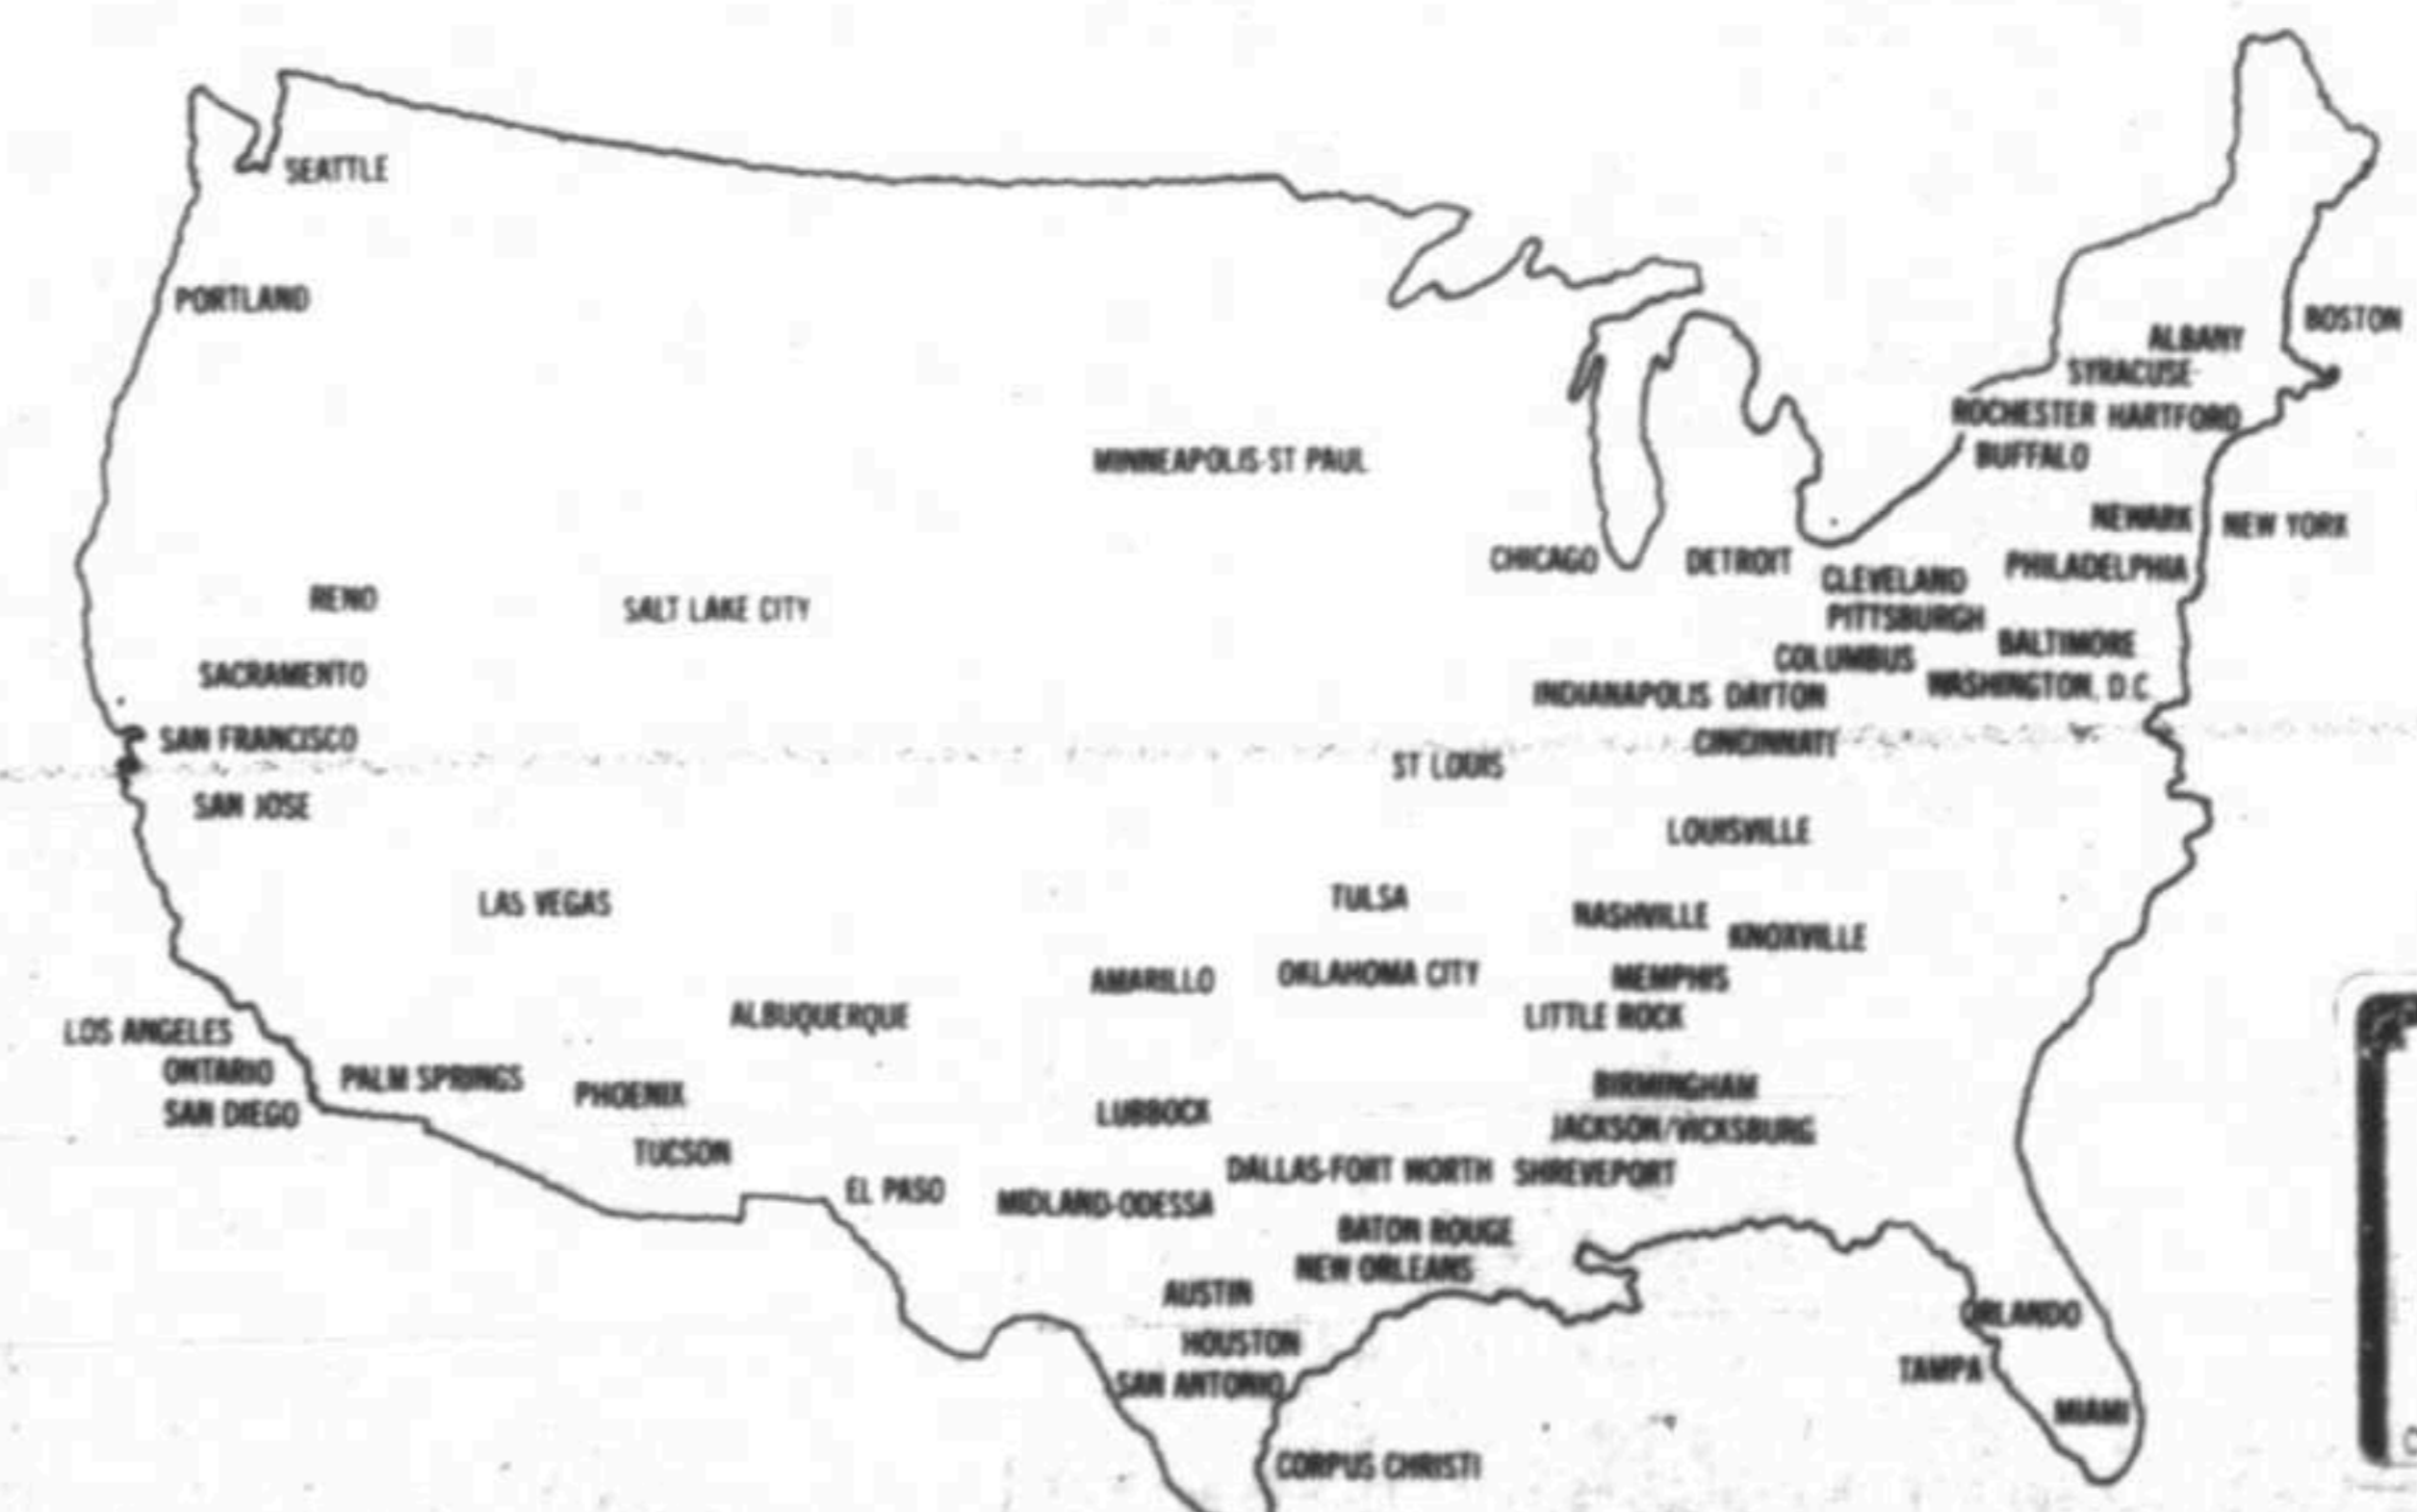 SEATTLE
PORTLAND
BOSTON
ALBANY
SYRACUSE
ROCHESTER HARTFORD
BUFFALO
MINNEAPOLIS-ST PAUL
NEWARK NEW YORK
CHICAGO DETROIT
CLEVELAND PHILADELPHIA
RENO
SALT LAKE CITY
PITTSBURGH
BALTIMORE
COLUMBUS
SACRAMENTO
INDIANAPOLIS DAYTON WASHINGTON, D.C
SAN FRANCISCO
CINCINNATI
ST LOUIS
SAN JOSE
LOUISVILLE
LAS VEGAS
TULSA
NASHVILLE
KNOXVILLE
AMARILLO OKLAHOMA CITY MEMPHIS
ALBUQUERQUE
LITTLE ROCK
LOS ANGELES
ONTARIO PALM SPRINGS
PHOENIX
BIRMINGHAM
SAN DIEGO
LUBBOCK
JACKSON/VICKSBURG
TUCSON
DALLAS-FORT WORTH SHREVEPORT
EL PASO
MIDLAND-ODESSA
BATON ROUGE
NEW ORLEANS
AUSTIN
ORLANDO
HOUSTON
TAMPA
SAN ANTONIO
MIAMI
CORPUS CHRISTI